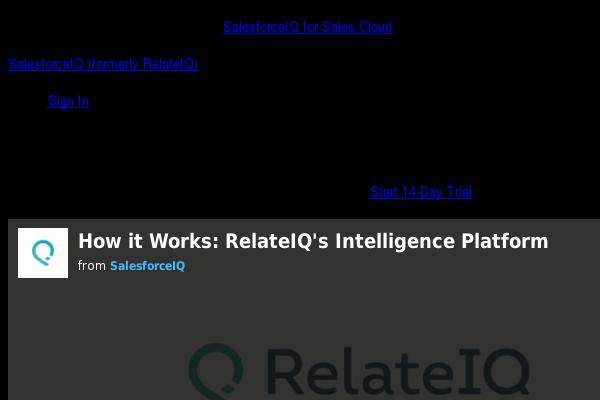 SalesforceIQ for Sales Cloud
SalesforceIQ (formerly RelateIQ)
Sign In
Start 14-Day Trial
How it Works: RelateIQ's Intelligence Platform
from SalesforceIQ
RelateIQ